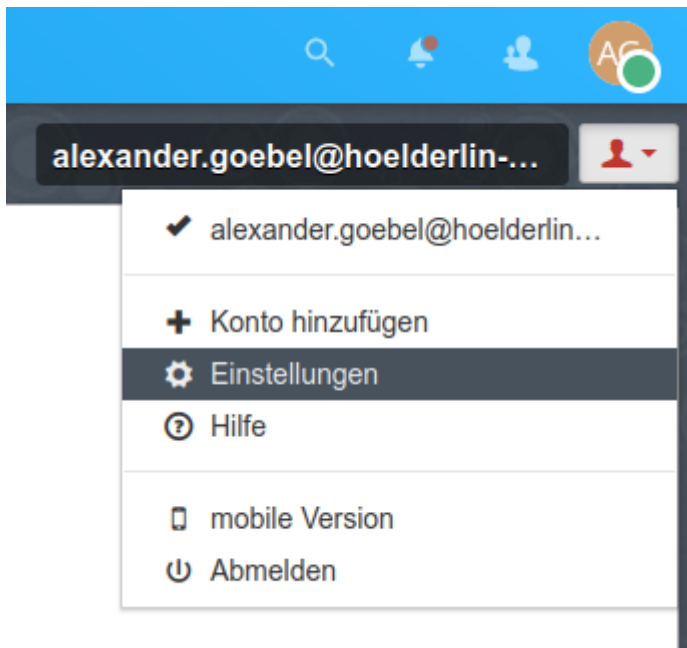 AG
alexander.goebel@hoelderlin-...
alexander.goebel@hoelderlin...
Konto hinzufügen
Einstellungen
Hilfe
mobile Version
Abmelden